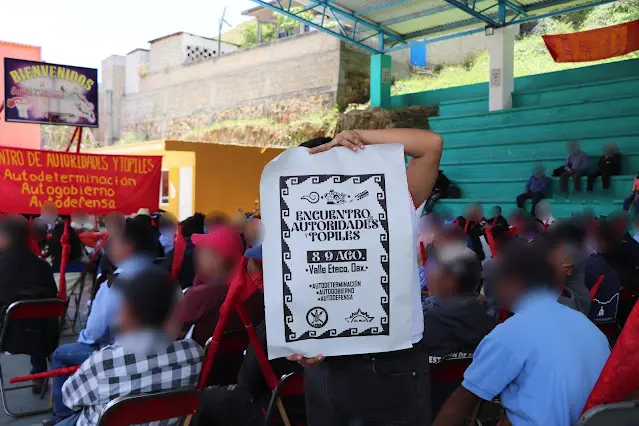 BIENVENIDOS
NTRO DE AUTORIDADES Y TOPILES
Autodeterminación
Autogobierno
Autodefensa
ENCUENTRO DE
AUTORIDADES
Y TOPILES
8-9 AGO.
• Valle Eteco, Oax. •
#AUTODETERMINACIÓN
#AUTOGOBIERNO
#AUTODEFENSA